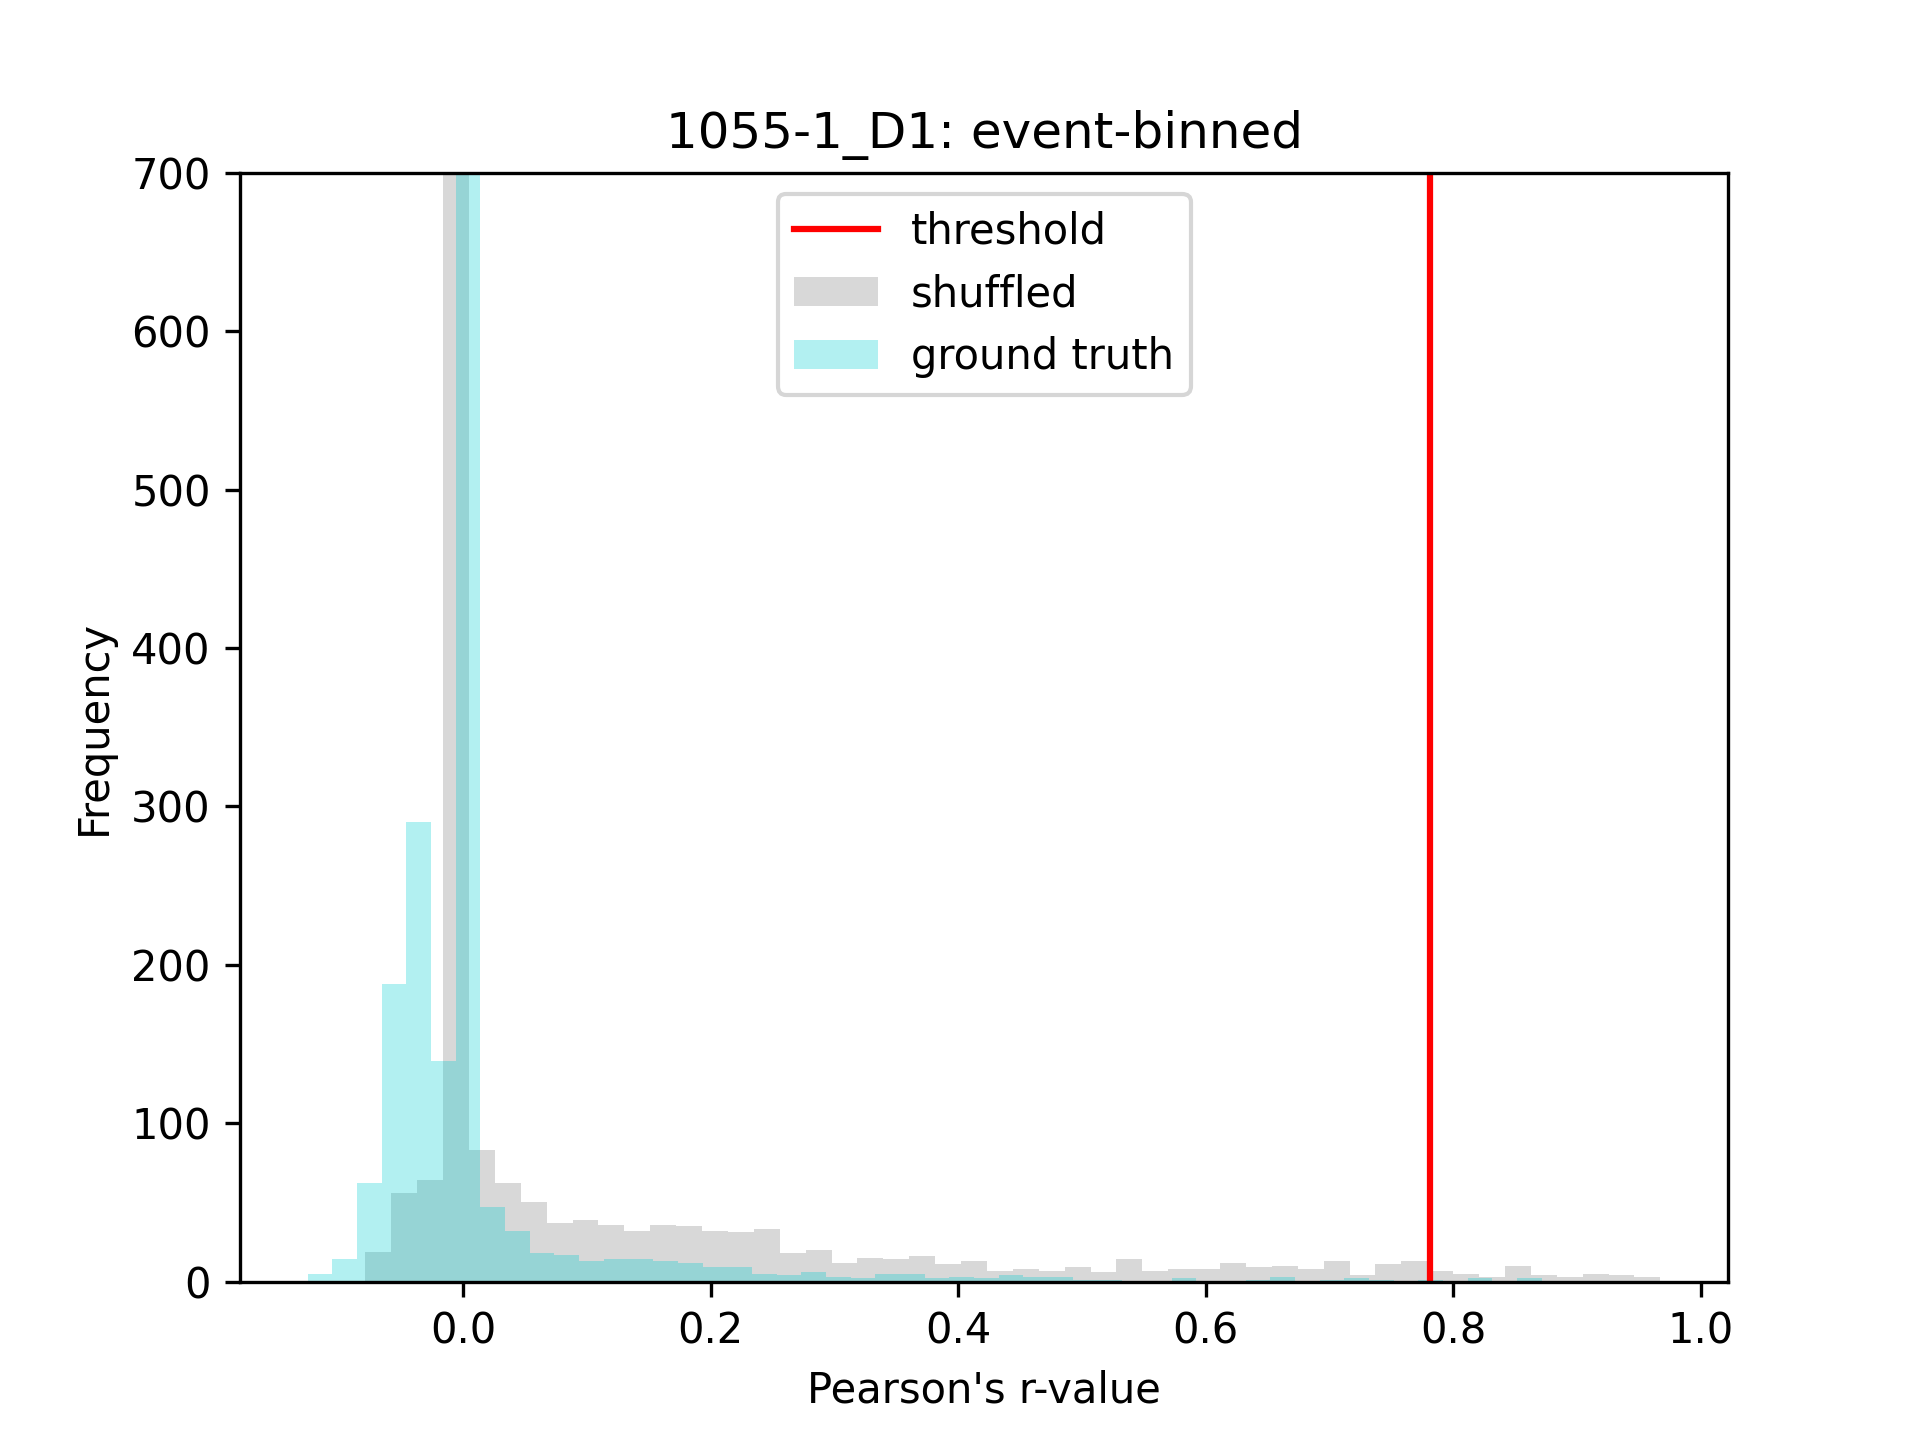 1055-1_D1: event-binned
700
600
500
400
300
200
100
0
Frequency
threshold
shuffled
ground truth
0.0 0.2 0.4 0.6 0.8 1.0
Pearson's r-value